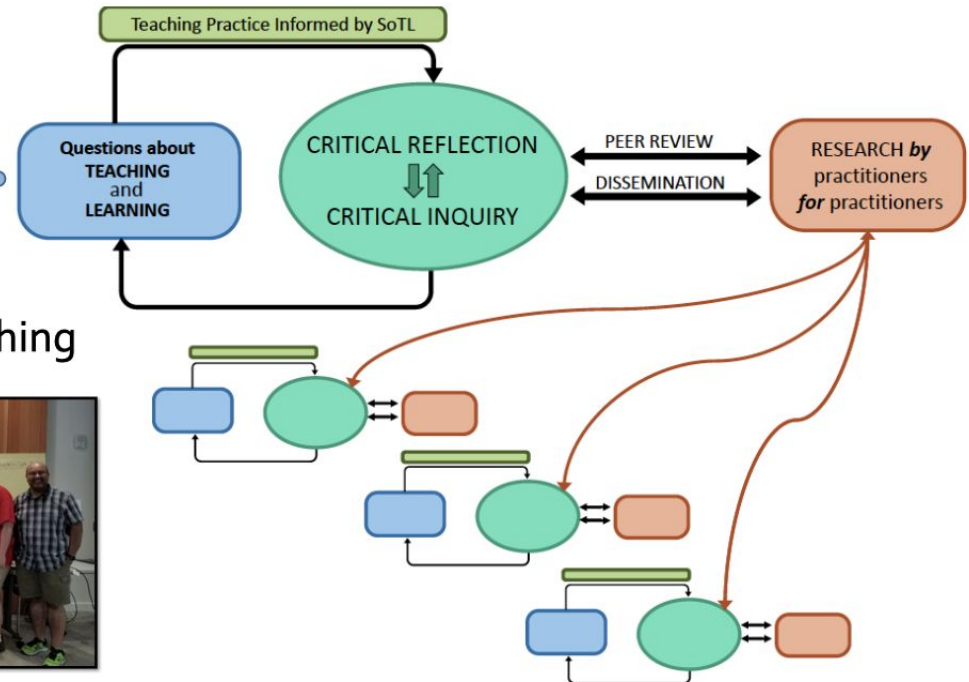 Teaching Practice Informed by SoTL
Questions about
TEACHING
and
LEARNING
CRITICAL REFLECTION
CRITICAL INQUIRY
PEER REVIEW
DISSEMINATION
RESEARCH by
practitioners
for practitioners